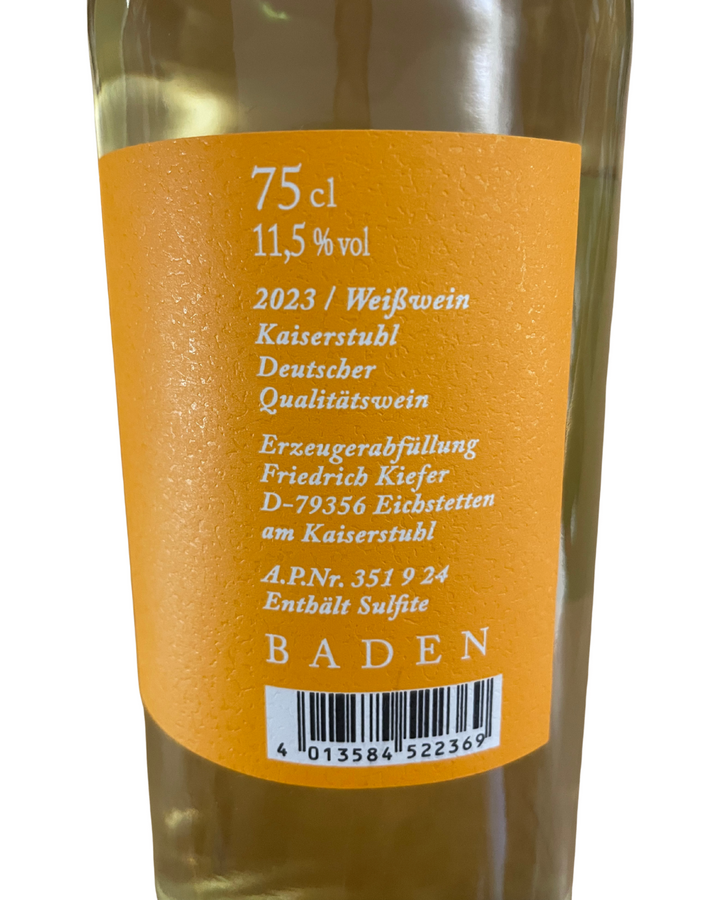 75 cl
11,5 % vol
2023 / Weißwein
Kaiserstuhl
Deutscher
Qualitätswein
Erzeugerabfüllung
Friedrich Kiefer
D-79356 Eichstetten
am Kaiserstuhl
A.P.Nr. 351 9 24
Enthält Sulfite
BADEN
4 013584 522369